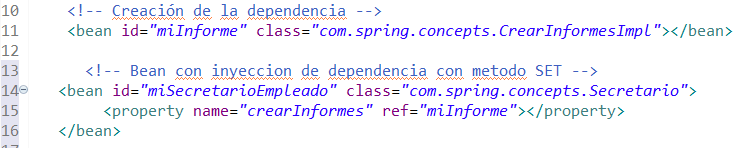 10 <!-- Creación de la dependencia -->
11 <bean id="miInforme" class="com.spring.concepts.CrearInformesImpl"></bean>
12
13 <!-- Bean con inyeccion de dependencia con metodo SET -->
14 <bean id="miSecretarioEmpleado" class="com.spring.concepts.Secretario">
15 <property name="crearInformes" ref="miInforme"></property>
16 </bean>